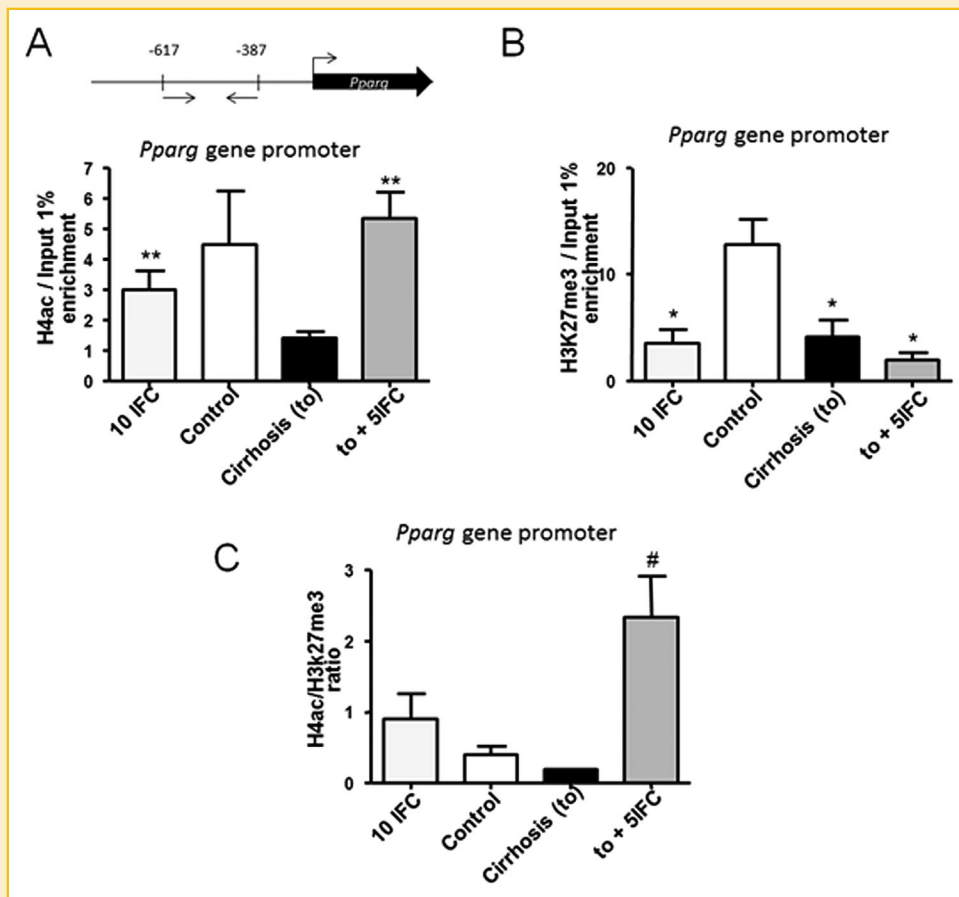 A
-617
-387
Pparg
Pparg gene promoter
H4ac / Input 1%
enrichment
7
6
5
4
3
2
1
0
**
**
10 IFC
Control
Cirrhosis (to)
to + 5IFC
B
Pparg gene promoter
H3K27me3 / Input 1%
enrichment
20
10
0
*
*
*
10 IFC
Control
Cirrhosis (to)
to + 5IFC
C
Pparg gene promoter
H4ac/H3k27me3
ratio
3
2
1
0
#
10 IFC
Control
Cirrhosis (to)
to + 5IFC